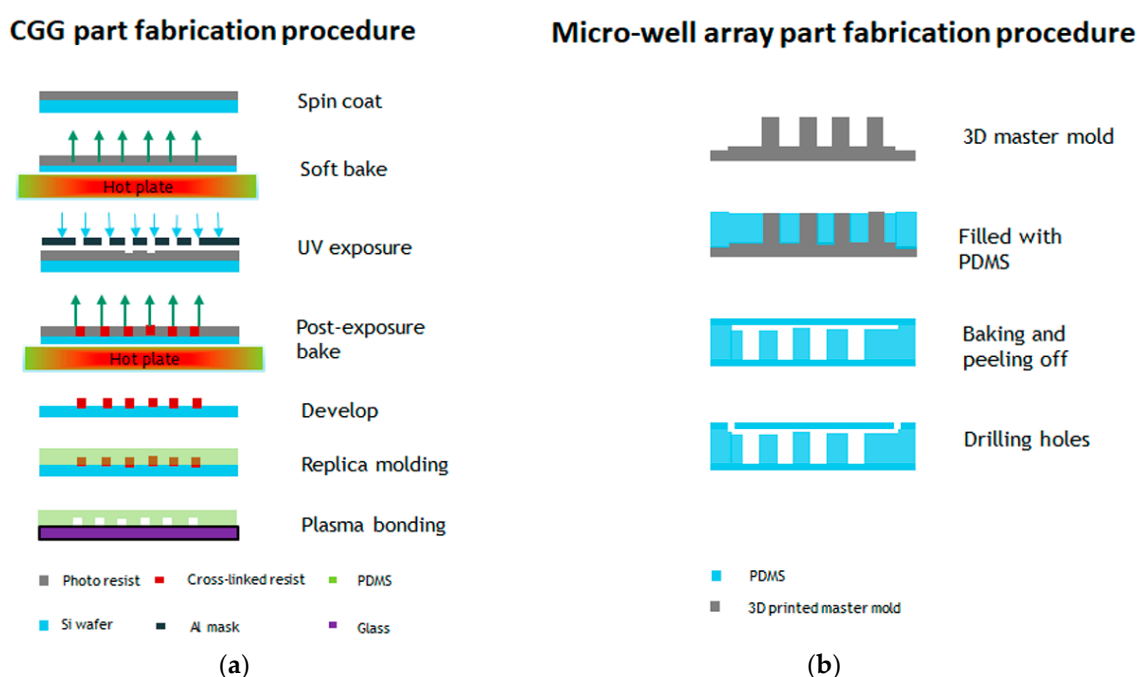 CGG part fabrication procedure
Spin coat
Soft bake
Hot plate
UV exposure
Post-exposure
bake
Hot plate
Develop
Replica molding
Plasma bonding
Photo resist
Cross-linked resist
PDMS
Si wafer
Al mask
Glass
(a)
Micro-well array part fabrication procedure
3D master mold
Filled with
PDMS
Baking and
peeling off
Drilling holes
PDMS
3D printed master mold
(b)